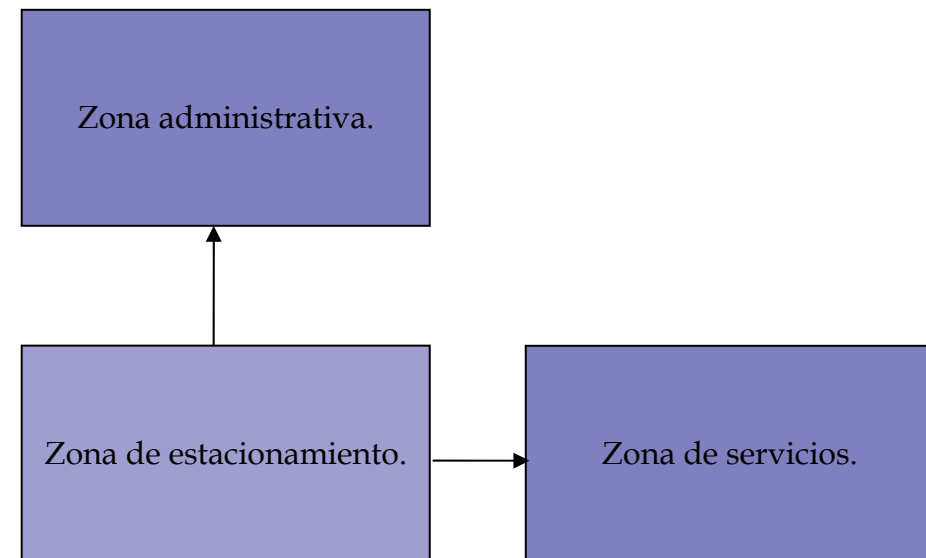 Zona administrativa.
Zona de estacionamiento.
Zona de servicios.